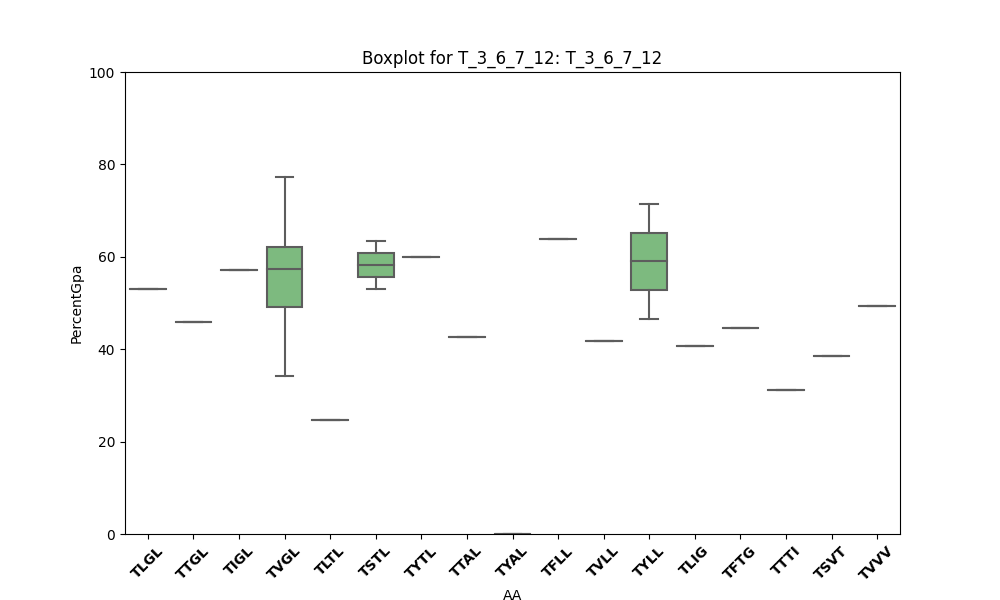 Boxplot for T_3_6_7_12: T_3_6_7_12
100
80
60
40
20
0
PercentGpa
TLGL TTGL TIGL TVGL TLTL TSTL TYTL TTAL TYAL TFLL TVLL TYLL TLIG TFTG TTTI TSVT TVVV
AA